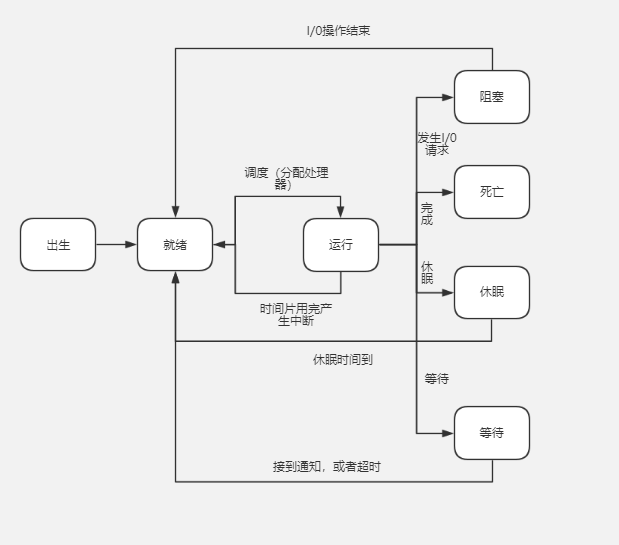 I/0操作结束
阻塞
发生I/0
请求
调度（分配处理
器）
死亡
完
成
出生
就绪
运行
休
眠
休眠
时间片用完产
生中断
休眠时间到
等待
等待
接到通知，或者超时